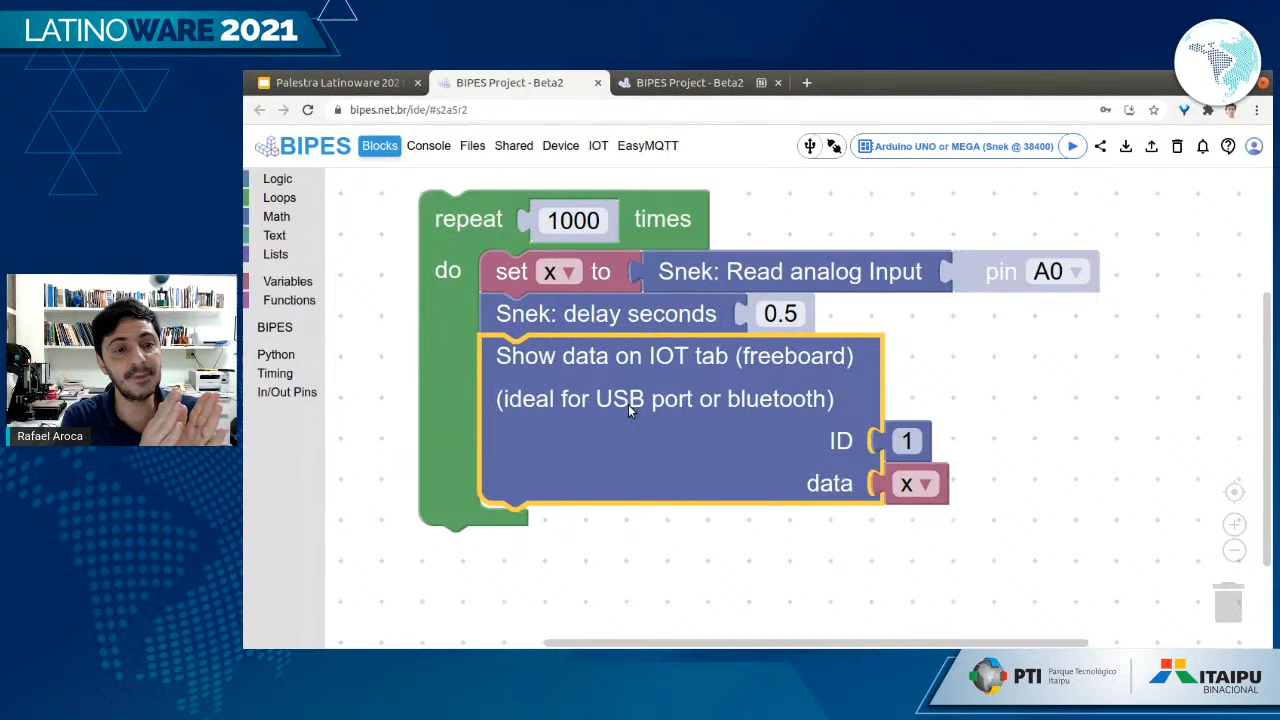 LATINOWARE 2021
Palestra Latinoware 202
BIPES Project - Beta2
BIPES Project - Beta2
bipes.net.br/ide/#s2a5r2
BIPES
Blocks
Console
Files
Shared
Device
IOT
EasyMQTT
Arduino UNO or MEGA (Snek @ 38400)
Logic
Loops
Math
Text
Lists
Variables
Functions
BIPES
Python
Timing
In/Out Pins
repeat 1000 times
do set x to Snek: Read analog Input pin A0
Snek: delay seconds 0.5
Show data on IOT tab (freeboard)
(ideal for USB port or bluetooth)
ID 1
data x
Rafael Aroca
PTI Parque Tecnológico
Itaipu
ITAIPU
BINACIONAL